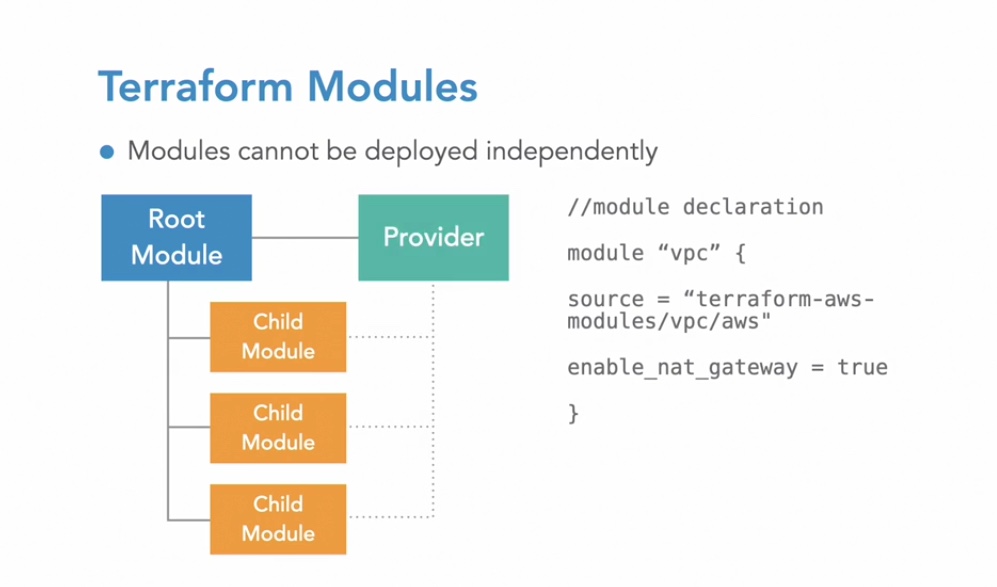 Terraform Modules
● Modules cannot be deployed independently
Root
Module
Provider
Child
Module
Child
Module
Child
Module
//module declaration
module “vpc” {
source = “terraform-aws-
modules/vpc/aws"
enable_nat_gateway = true
}